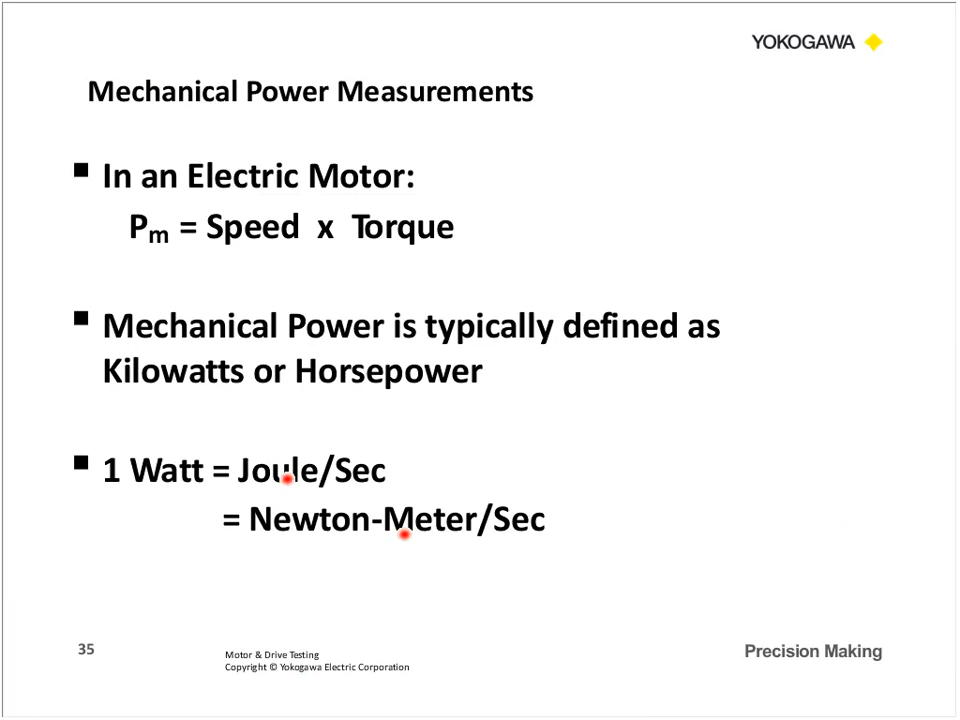 YOKOGAWA
Mechanical Power Measurements
▪ In an Electric Motor:
Pm = Speed x Torque
▪ Mechanical Power is typically defined as
Kilowatts or Horsepower
▪ 1 Watt = Joule/Sec
= Newton-Meter/Sec
35
Motor & Drive Testing
Copyright © Yokogawa Electric Corporation
Precision Making